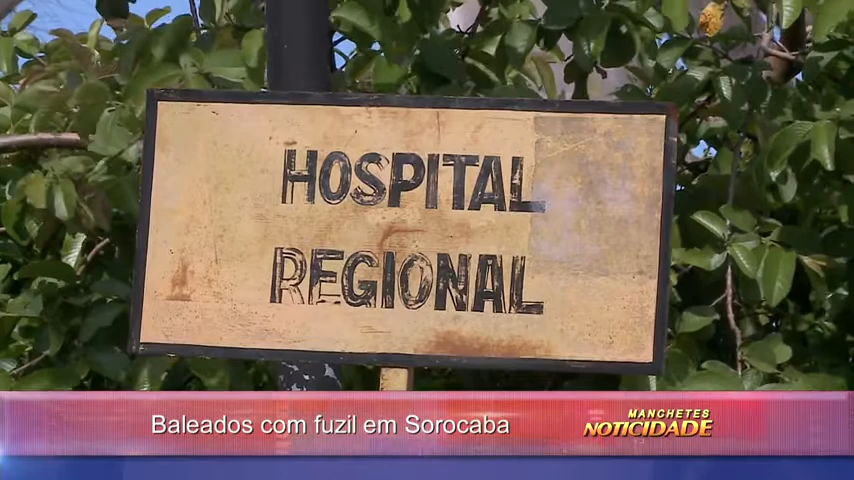 HOSPITAL
REGIONAL
Baleados com fuzil em Sorocaba
MANCHETES
NOTICIDADE